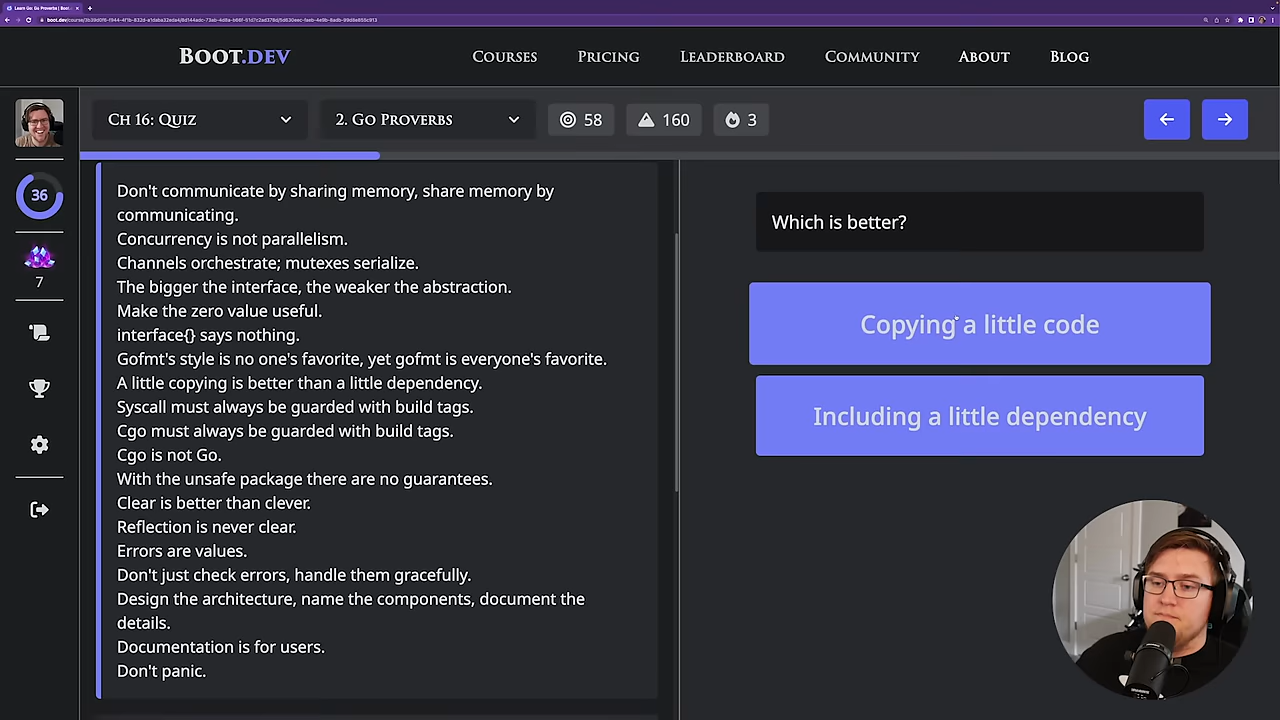 Learn Go: Go Proverbs | Boot.
BOOT.DEV
COURSES
PRICING
LEADERBOARD
COMMUNITY
ABOUT
BLOG
CH 16: QUIZ
2. GO PROVERBS
58
160
3
36
7
Don't communicate by sharing memory, share memory by
communicating.
Concurrency is not parallelism.
Channels orchestrate; mutexes serialize.
The bigger the interface, the weaker the abstraction.
Make the zero value useful.
interface{} says nothing.
Gofmt's style is no one's favorite, yet gofmt is everyone's favorite.
A little copying is better than a little dependency.
Syscall must always be guarded with build tags.
Cgo must always be guarded with build tags.
Cgo is not Go.
With the unsafe package there are no guarantees.
Clear is better than clever.
Reflection is never clear.
Errors are values.
Don't just check errors, handle them gracefully.
Design the architecture, name the components, document the
details.
Documentation is for users.
Don't panic.
Which is better?
Copying a little code
Including a little dependency